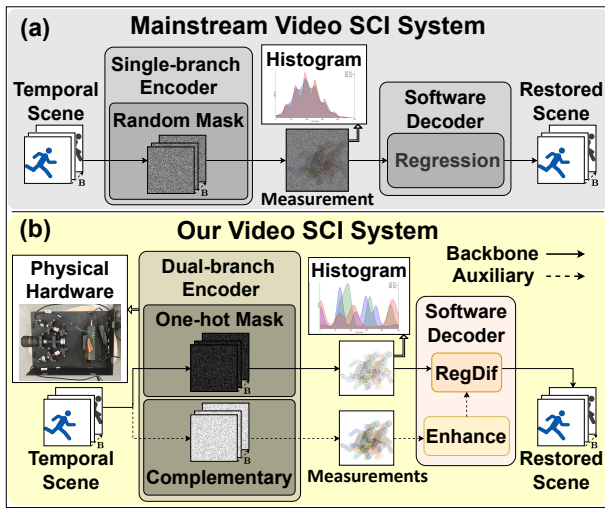 (a) Mainstream Video SCI System
Temporal
Scene
B
Single-branch
Encoder
Random Mask
B
Histogram
Measurement
Software
Decoder
Regression
Restored
Scene
B
(b) Our Video SCI System
Backbone
Auxiliary
Physical
Hardware
Temporal
Scene
B
Dual-branch
Encoder
One-hot Mask
B
Complementary
B
Histogram
Measurements
Software
Decoder
RegDif
Enhance
Restored
Scene
B